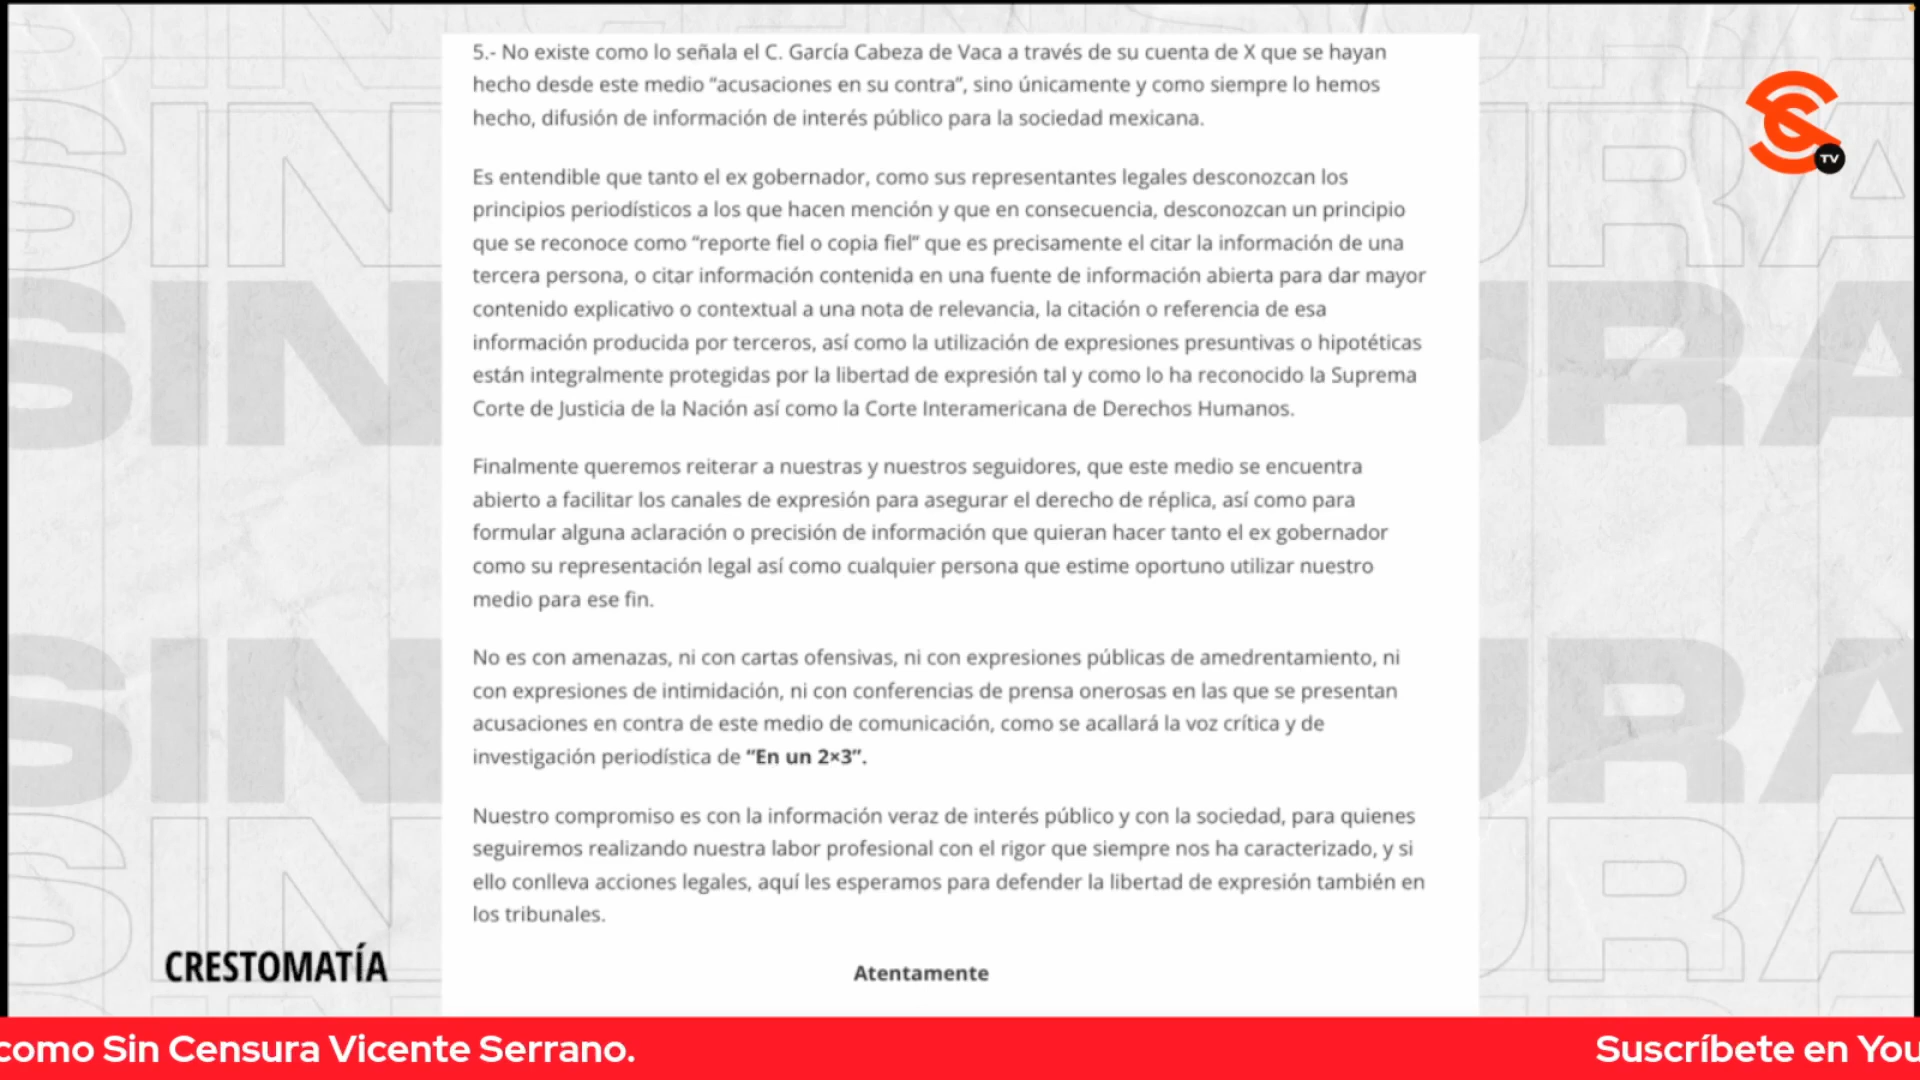 5.- No existe como lo señala el C. García Cabeza de Vaca a través de su cuenta de X que se hayan
hecho desde este medio “acusaciones en su contra”, sino únicamente y como siempre lo hemos
hecho, difusión de información de interés público para la sociedad mexicana.
Es entendible que tanto el ex gobernador, como sus representantes legales desconozcan los
principios periodísticos a los que hacen mención y que en consecuencia, desconozcan un principio
que se reconoce como “reporte fiel o copia fiel” que es precisamente el citar la información de una
tercera persona, o citar información contenida en una fuente de información abierta para dar mayor
contenido explicativo o contextual a una nota de relevancia, la citación o referencia de esa
información producida por terceros, así como la utilización de expresiones presuntivas o hipotéticas
están integralmente protegidas por la libertad de expresión tal y como lo ha reconocido la Suprema
Corte de Justicia de la Nación así como la Corte Interamericana de Derechos Humanos.
Finalmente queremos reiterar a nuestras y nuestros seguidores, que este medio se encuentra
abierto a facilitar los canales de expresión para asegurar el derecho de réplica, así como para
formular alguna aclaración o precisión de información que quieran hacer tanto el ex gobernador
como su representación legal así como cualquier persona que estime oportuno utilizar nuestro
medio para ese fin.
No es con amenazas, ni con cartas ofensivas, ni con expresiones públicas de amedrentamiento, ni
con expresiones de intimidación, ni con conferencias de prensa onerosas en las que se presentan
acusaciones en contra de este medio de comunicación, como se acallará la voz crítica y de
investigación periodística de “En un 2×3”.
Nuestro compromiso es con la información veraz de interés público y con la sociedad, para quienes
seguiremos realizando nuestra labor profesional con el rigor que siempre nos ha caracterizado, y si
ello conlleva acciones legales, aquí les esperamos para defender la libertad de expresión también en
los tribunales.
Atentamente
CRESTOMATÍA
TV
SIN
URA
SIN
URA
como Sin Censura Vicente Serrano.
Suscríbete en You